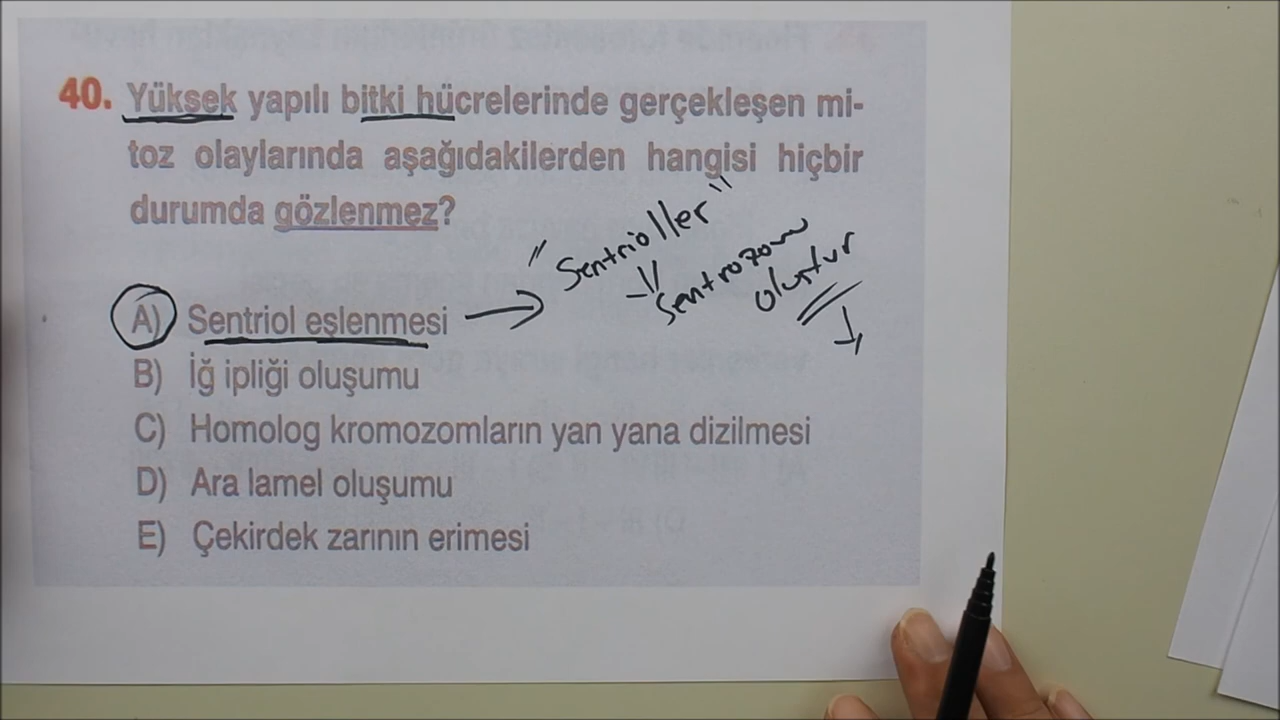 40. Yüksek yapılı bitki hücrelerinde gerçekleşen mi-
toz olaylarında aşağıdakilerden hangisi hiçbir
durumda gözlenmez?
A) Sentriol eşlenmesi
"Sentrioller"
Sentrozomu
oluştur
B) İğ ipliği oluşumu
C) Homolog kromozomların yan yana dizilmesi
D) Ara lamel oluşumu
E) Çekirdek zarının erimesi